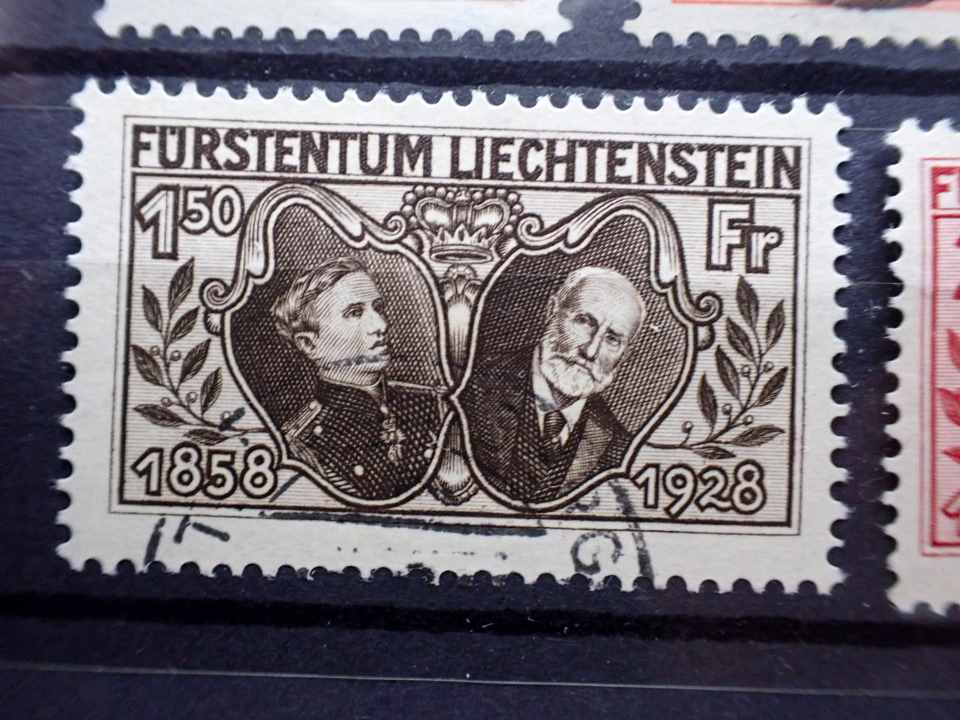 FÜRSTENTUM LIECHTENSTEIN
1.50 Fr
1858 1928